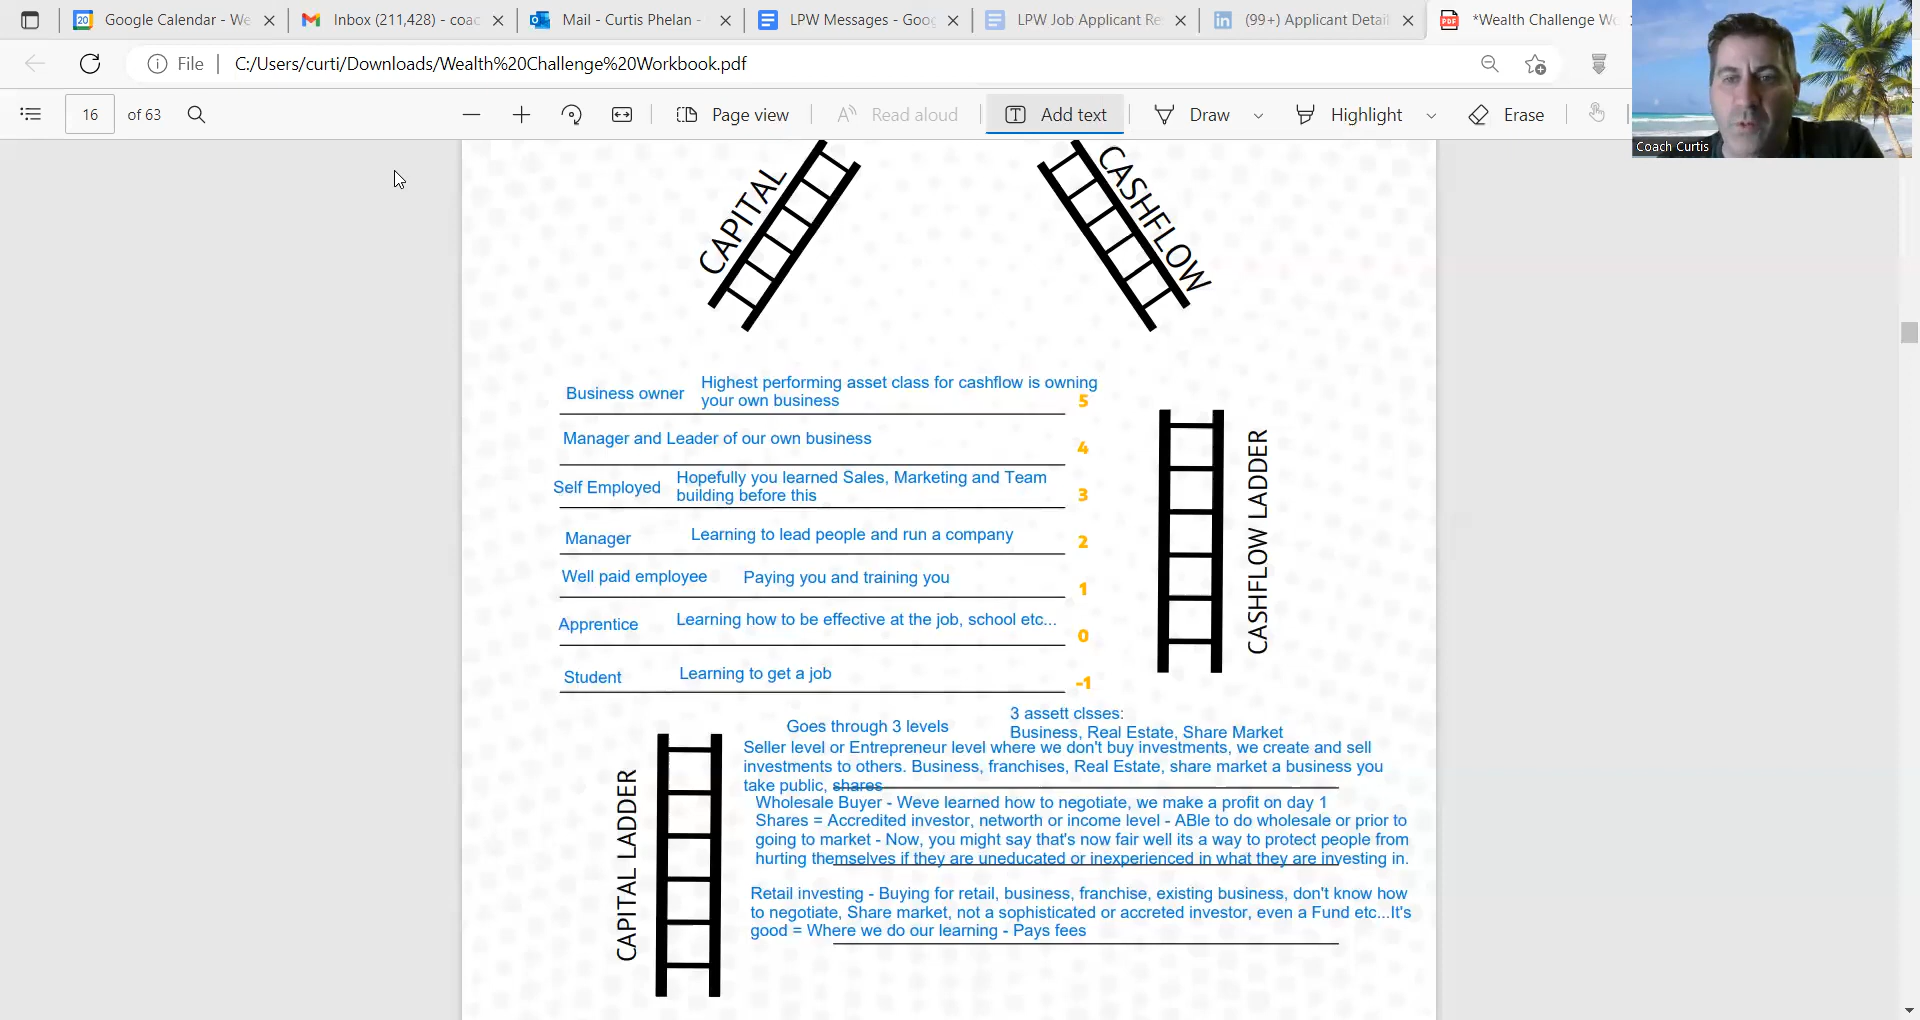 Google Calendar - We
Inbox (211,428) - coac
Mail - Curtis Phelan -
LPW Messages - Goog
LPW Job Applicant Re
(99+) Applicant Detail
*Wealth Challenge Wo
File
C:/Users/curti/Downloads/Wealth%20Challenge%20Workbook.pdf
16
of 63
Page view
Read aloud
Add text
Draw
Highlight
Erase
Coach Curtis
CAPITAL
CASHFLOW
Business owner
Highest performing asset class for cashflow is owning
your own business
5
Manager and Leader of our own business
4
Self Employed
Hopefully you learned Sales, Marketing and Team
building before this
3
Manager
Learning to lead people and run a company
2
Well paid employee
Paying you and training you
1
Apprentice
Learning how to be effective at the job, school etc...
0
Student
Learning to get a job
-1
CASHFLOW LADDER
Goes through 3 levels
3 assett clsses:
Business, Real Estate, Share Market
Seller level or Entrepreneur level where we don't buy investments, we create and sell
investments to others. Business, franchises, Real Estate, share market a business you
take public, shares
Wholesale Buyer - Weve learned how to negotiate, we make a profit on day 1
Shares = Accredited investor, networth or income level - ABle to do wholesale or prior to
going to market - Now, you might say that's now fair well its a way to protect people from
hurting themselves if they are uneducated or inexperienced in what they are investing in.
Retail investing - Buying for retail, business, franchise, existing business, don't know how
to negotiate, Share market, not a sophisticated or accreted investor, even a Fund etc...It's
good = Where we do our learning - Pays fees
CAPITAL LADDER